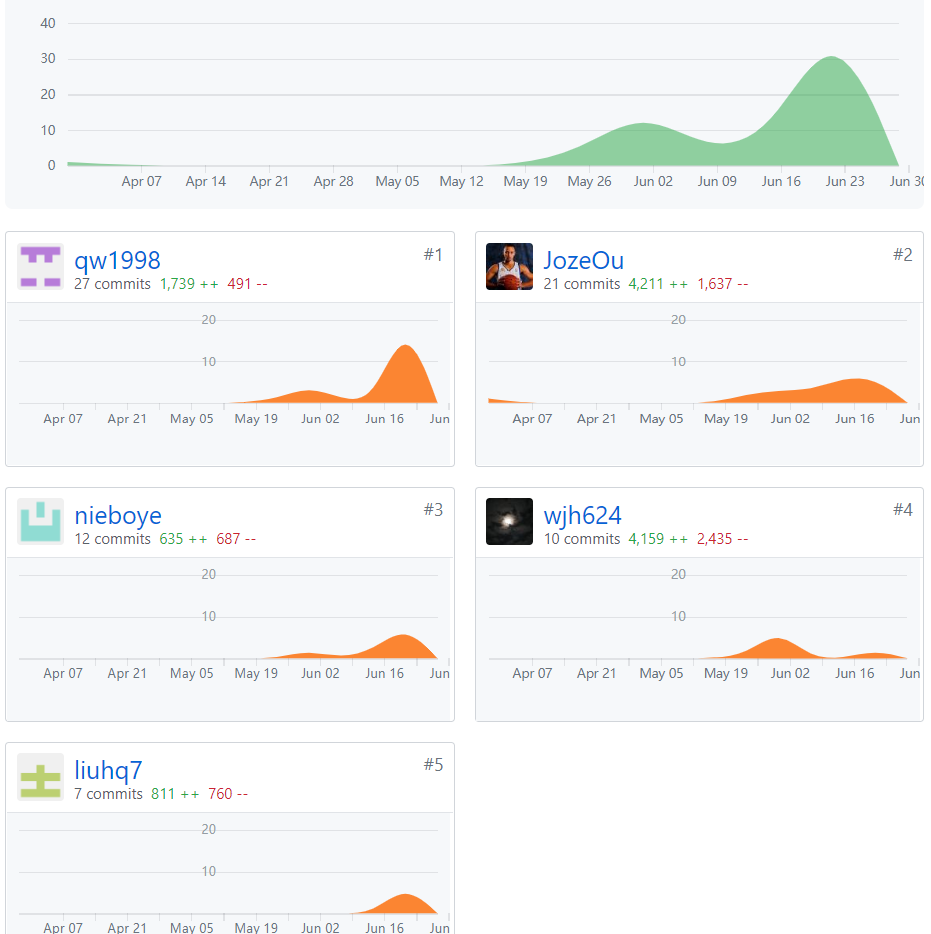 40
30
20
10
0
Apr 07 Apr 14 Apr 21 Apr 28 May 05 May 12 May 19 May 26 Jun 02 Jun 09 Jun 16 Jun 23 Jun 30
qw1998 #1
27 commits 1,739 ++ 491 --
20
10
Apr 07 Apr 21 May 05 May 19 Jun 02 Jun 16 Jun
JozeOu #2
21 commits 4,211 ++ 1,637 --
20
10
Apr 07 Apr 21 May 05 May 19 Jun 02 Jun 16 Jun
nieboye #3
12 commits 635 ++ 687 --
20
10
Apr 07 Apr 21 May 05 May 19 Jun 02 Jun 16 Jun
wjh624 #4
10 commits 4,159 ++ 2,435 --
20
10
Apr 07 Apr 21 May 05 May 19 Jun 02 Jun 16 Jun
liuhq7 #5
7 commits 811 ++ 760 --
20
10
Apr 07 Apr 21 May 05 May 19 Jun 02 Jun 16 Jun